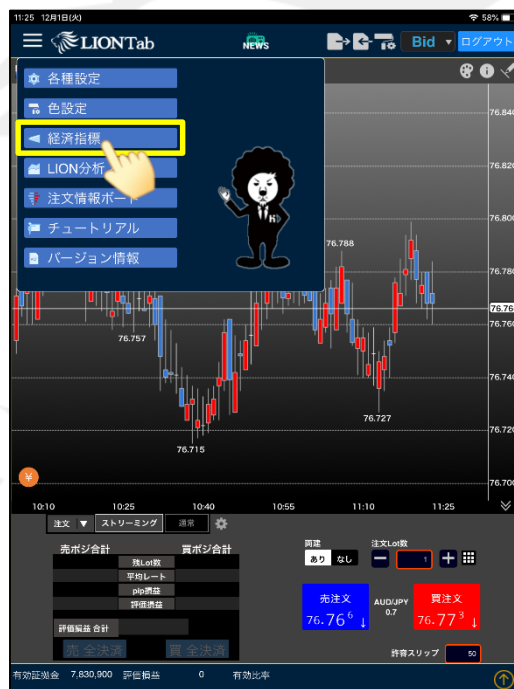 11:25 12月1日(火)
58%
LIONTab
NEWS
Bid ▼
ログアウト
各種設定
色設定
経済指標
LION分析
注文情報ボード
チュートリアル
バージョン情報
76.840
76.820
76.800
76.788
76.780
76.76
76.760
76.757
76.740
76.727
76.720
76.715
76.700
¥
10:10 10:25 10:40 10:55 11:10 11:25
注文 ▼ ストリーミング 通常
売ポジ合計 買ポジ合計
残Lot数
平均レート
pip損益
評価損益
評価損益 合計
売 全決済 買 全決済
両建 注文Lot数
あり なし 1
売注文 AUD/JPY 買注文
76.76⁶ ↓ 0.7 76.77³ ↓
許容スリップ 50
有効証拠金 7,830,900 評価損益 0 有効比率